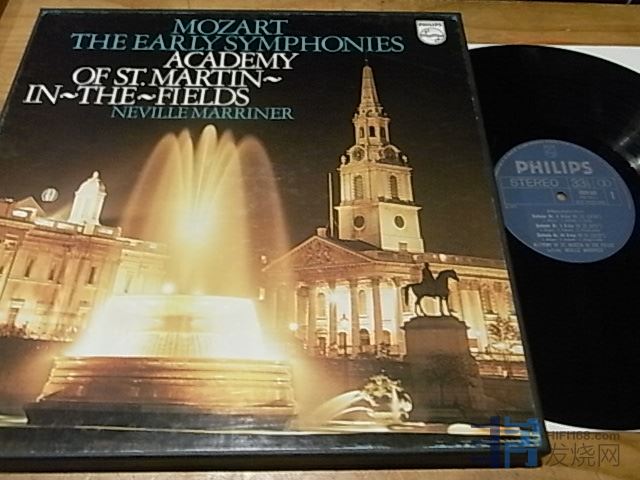 MOZART
THE EARLY SYMPHONIES
ACADEMY
OF ST. MARTIN~
IN~THE~FIELDS
NEVILLE MARRINER
PHILIPS
PHILIPS
STEREO 33
1
HIFI168.com
发烧网